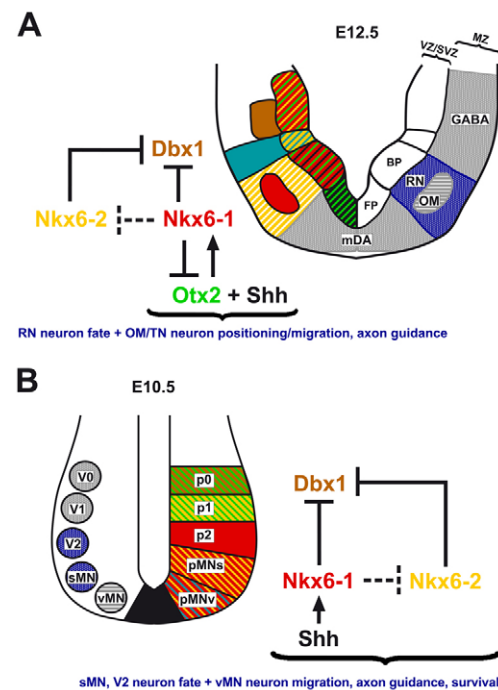 A
E12.5
VZ/SVZ
MZ
GABA
Dbx1
BP
RN
Nkx6-2
Nkx6-1
FP
OM
mDA
Otx2 + Shh
RN neuron fate + OM/TN neuron positioning/migration, axon guidance
B
E10.5
V0
p0
Dbx1
V1
p1
V2
p2
sMN
pMNs
Nkx6-1
Nkx6-2
vMN
pMNv
Shh
sMN, V2 neuron fate + vMN neuron migration, axon guidance, survival